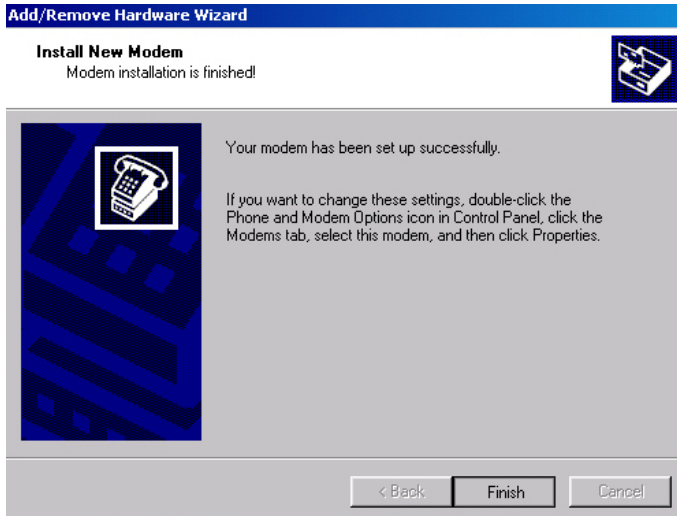 Add/Remove Hardware Wizard
Install New Modem
Modem installation is finished!
Your modem has been set up successfully.
If you want to change these settings, double-click the
Phone and Modem Options icon in Control Panel, click the
Modems tab, select this modem, and then click Properties.
< Back Finish Cancel